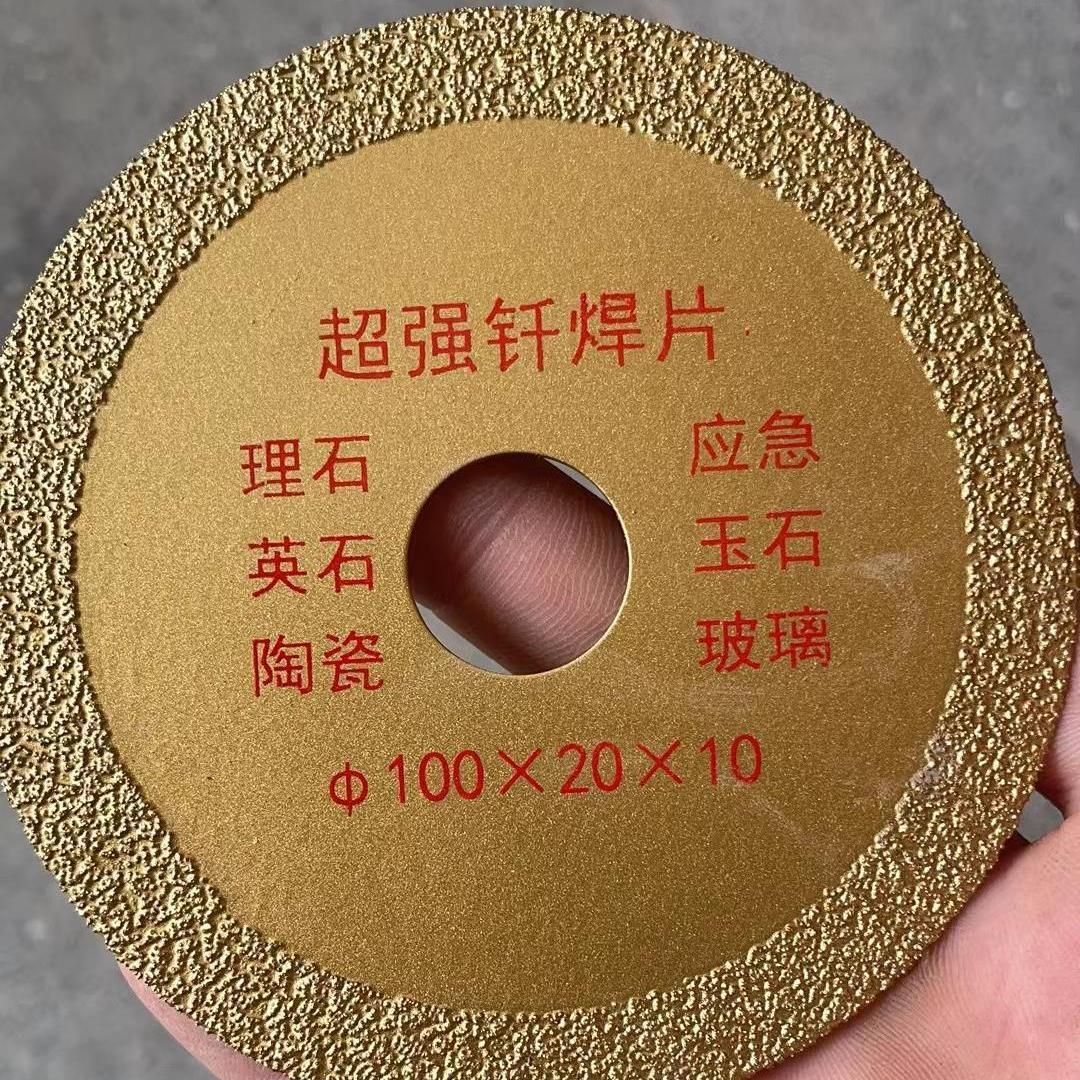 超强钎焊片
理石 应急
英石 玉石
陶瓷 玻璃
ф100×20×10